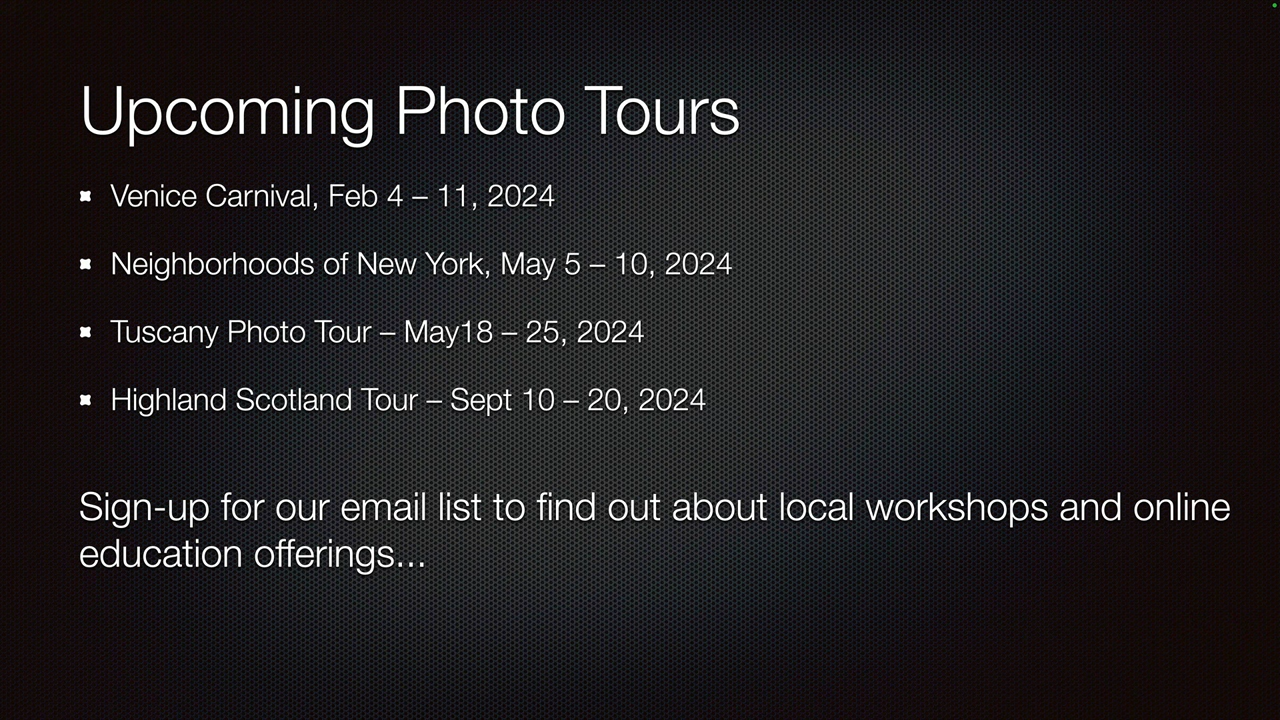 Upcoming Photo Tours
Venice Carnival, Feb 4 – 11, 2024
Neighborhoods of New York, May 5 – 10, 2024
Tuscany Photo Tour – May18 – 25, 2024
Highland Scotland Tour – Sept 10 – 20, 2024
Sign-up for our email list to find out about local workshops and online
education offerings...